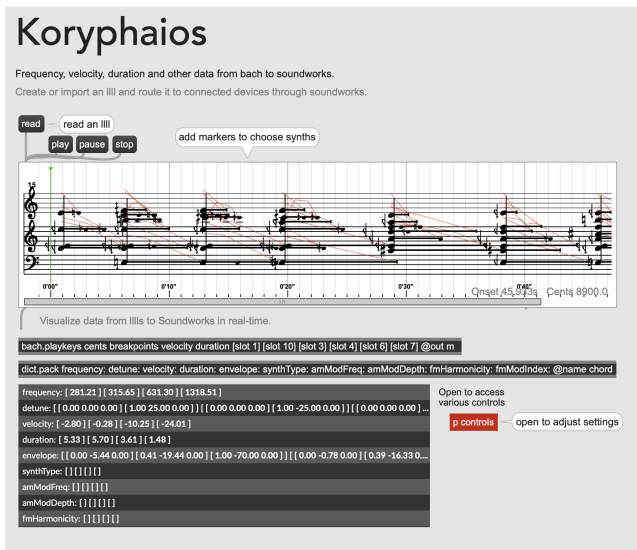 Koryphaios
Frequency, velocity, duration and other data from bach to soundworks.
Create or import an llll and route it to connected devices through soundworks.
read
read an llll
play
pause
stop
add markers to choose synths
15
0'00"
0'10"
0'20"
0'30"
0'40"
Onset 45.933s Cents 8900.0
Visualize data from llls to Soundworks in real-time.
bach.playkeys cents breakpoints velocity duration [slot 1] [slot 10] [slot 3] [slot 4] [slot 6] [slot 7] @out m
dict.pack frequency: detune: velocity: duration: envelope: synthType: amModFreq: amModDepth: fmHarmonicity: fmModIndex: @name chord
frequency: [ 281.21 ] [ 315.65 ] [ 631.30 ] [ 1318.51 ]
detune: [ [ 0.00 0.00 0.00 ] [ 1.00 25.00 0.00 ] ] [ [ 0.00 0.00 0.00 ] [ 1.00 -25.00 0.00 ] ] [ [ 0.00 0.00 0.00 ] ...
velocity: [ -2.80 ] [ -0.28 ] [ -10.25 ] [ -24.01 ]
duration: [ 5.33 ] [ 5.70 ] [ 3.61 ] [ 1.48 ]
envelope: [ [ 0.00 -5.44 0.00 ] [ 0.41 -19.44 0.00 ] [ 1.00 -70.00 0.00 ] ] [ [ 0.00 -0.78 0.00 ] [ 0.39 -16.33 0....
synthType: [ ] [ ] [ ] [ ]
amModFreq: [ ] [ ] [ ] [ ]
amModDepth: [ ] [ ] [ ] [ ]
fmHarmonicity: [ ] [ ] [ ] [ ]
Open to access
various controls
p controls
open to adjust settings